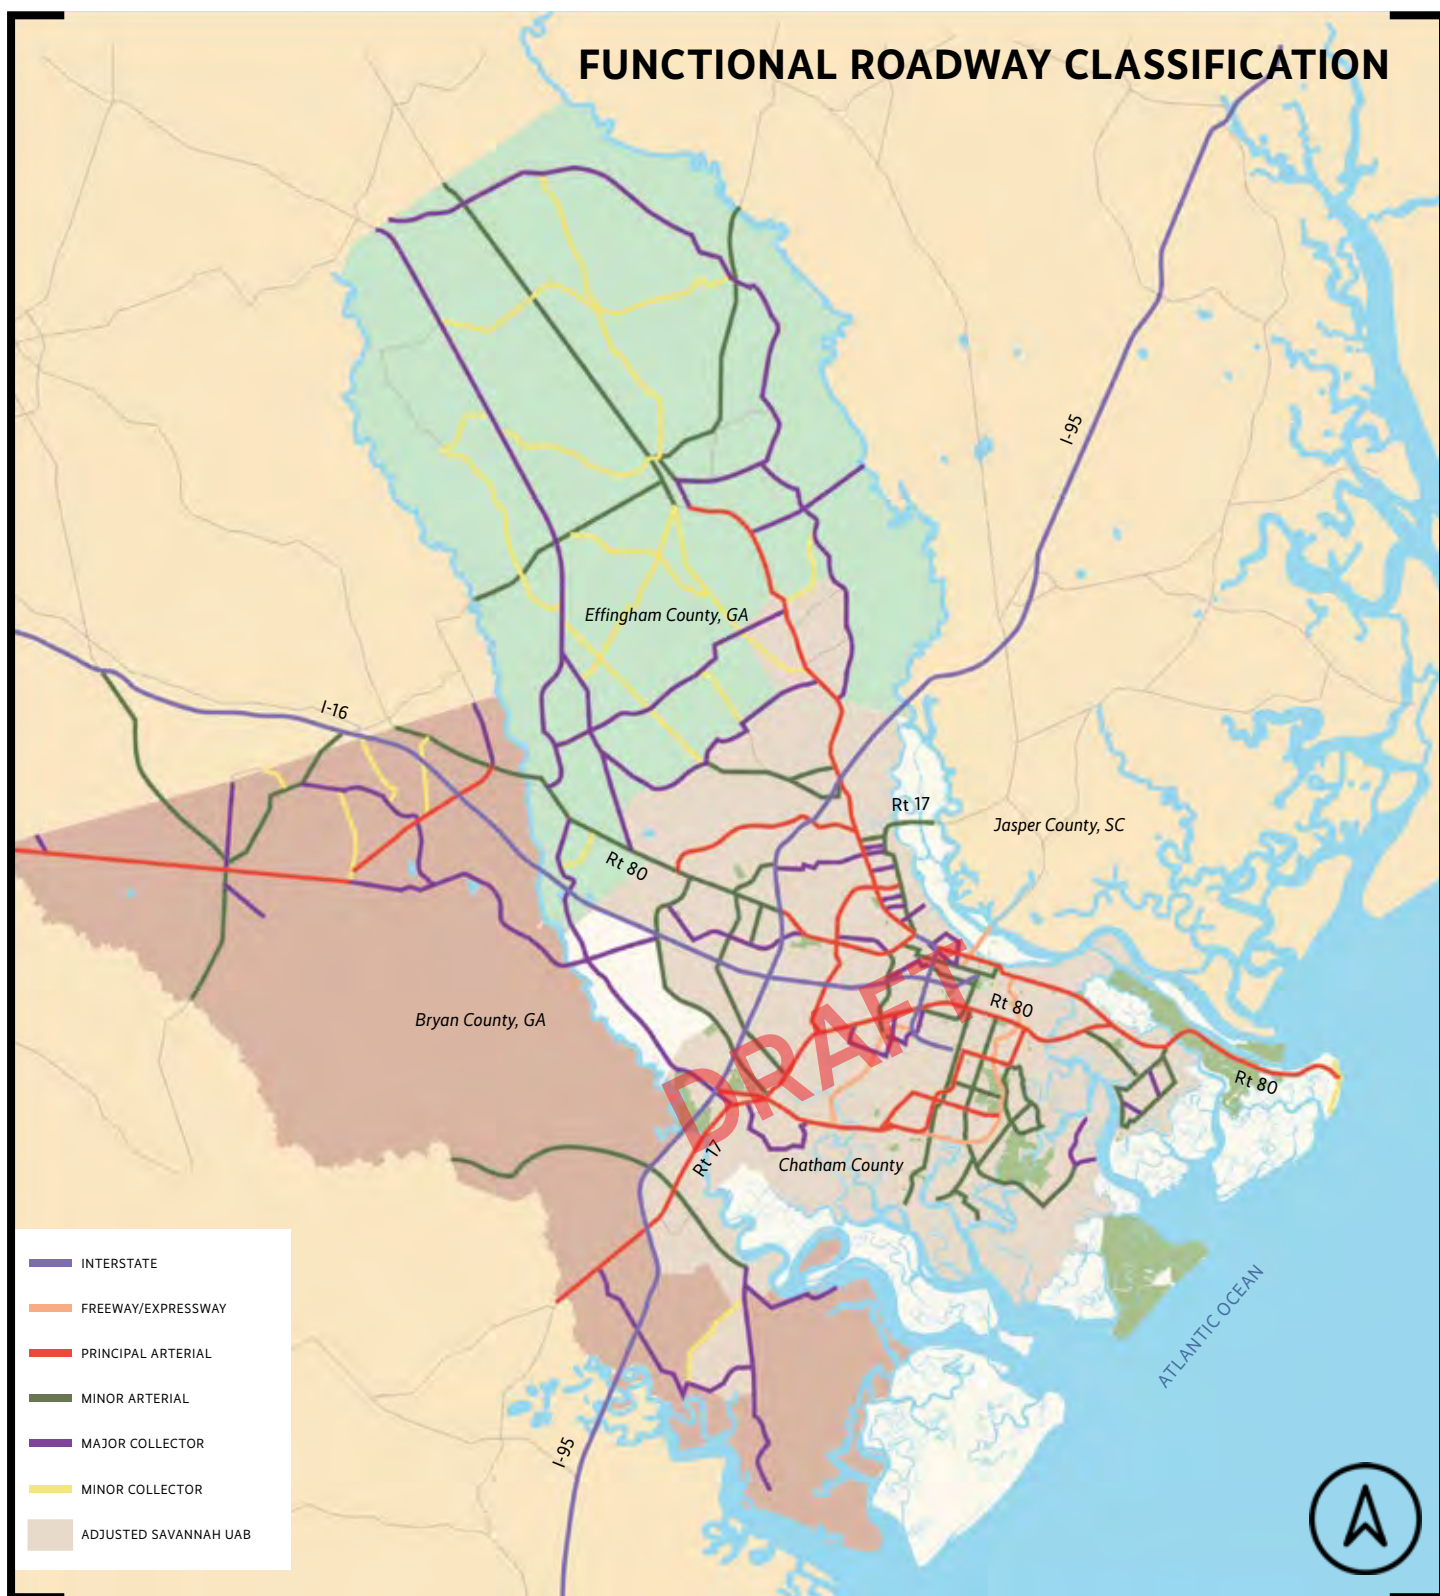 FUNCTIONAL ROADWAY CLASSIFICATION
I-95
Effingham County, GA
I-16
Rt 17
Jasper County, SC
Rt 80
Rt 80
Bryan County, GA
DRAFT
Rt 80
Rt 17
Chatham County
ATLANTIC OCEAN
I-95
INTERSTATE
FREEWAY/EXPRESSWAY
PRINCIPAL ARTERIAL
MINOR ARTERIAL
MAJOR COLLECTOR
MINOR COLLECTOR
ADJUSTED SAVANNAH UAB